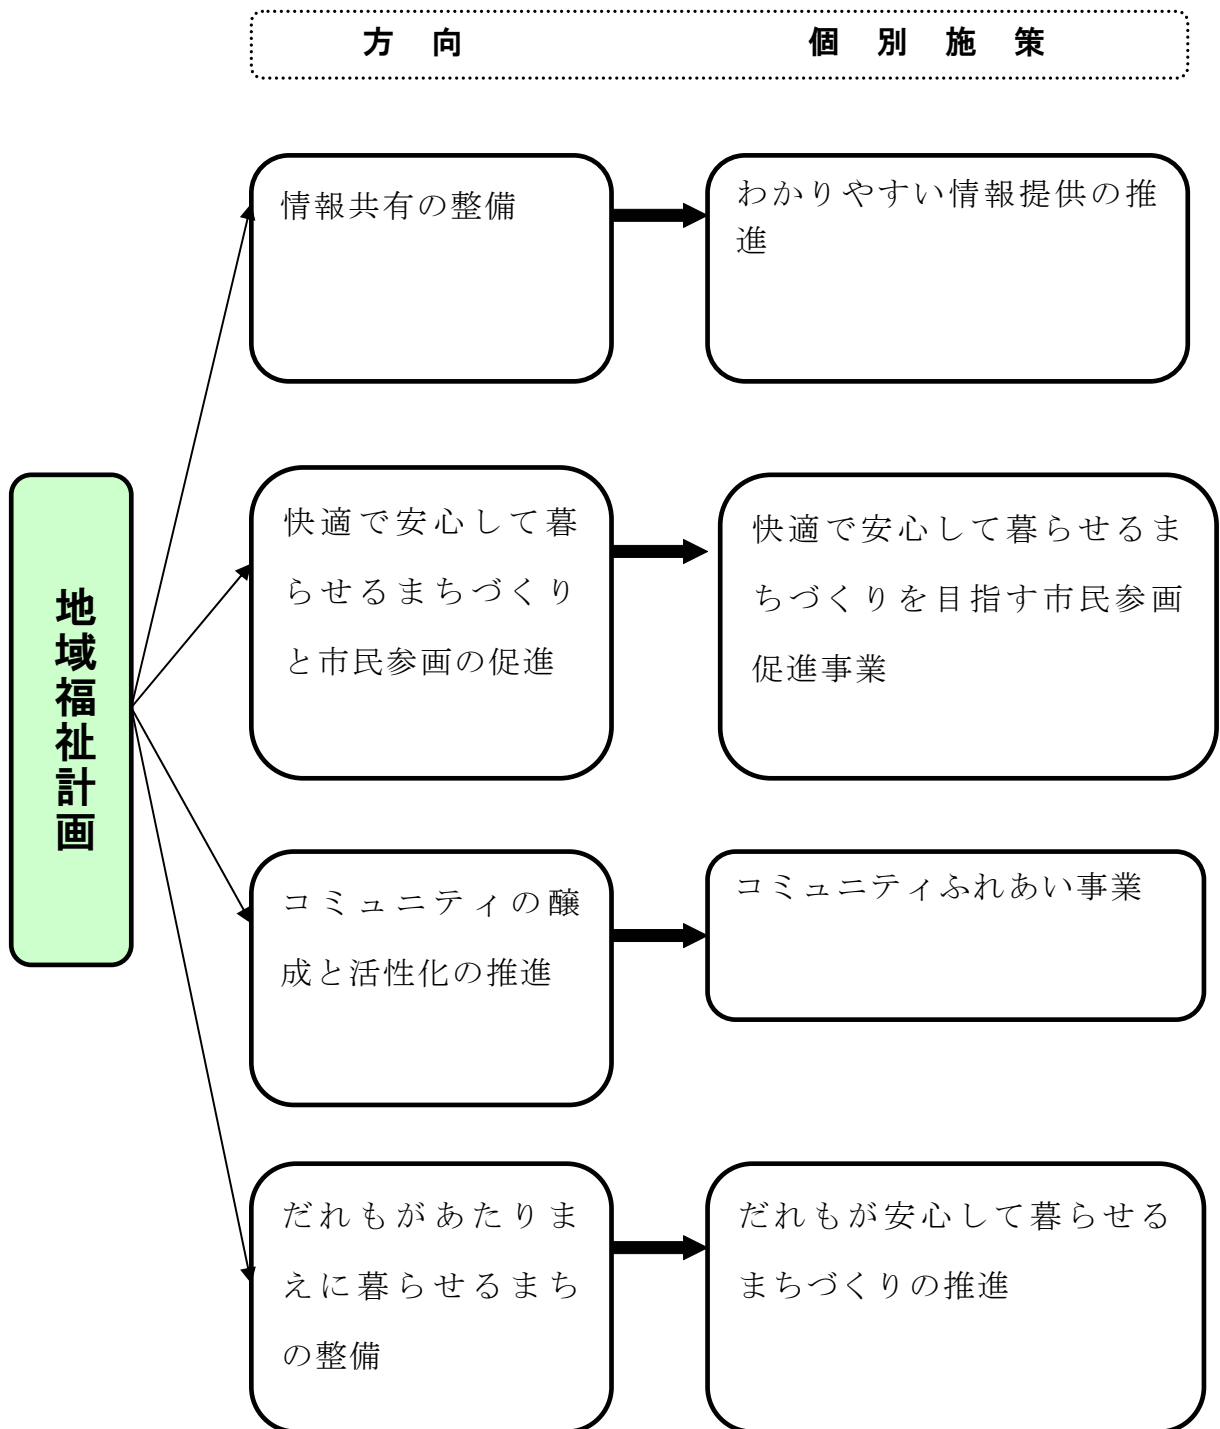 方向
個別施策
情報共有の整備
わかりやすい情報提供の推
進
地域福祉計画
快適で安心して暮
らせるまちづくり
と市民参画の促進
快適で安心して暮らせるま
ちづくりを目指す市民参画
促進事業
コミュニティの醸
成と活性化の推進
コミュニティふれあい事業
だれもがあたりま
えに暮らせるまち
の整備
だれもが安心して暮らせる
まちづくりの推進